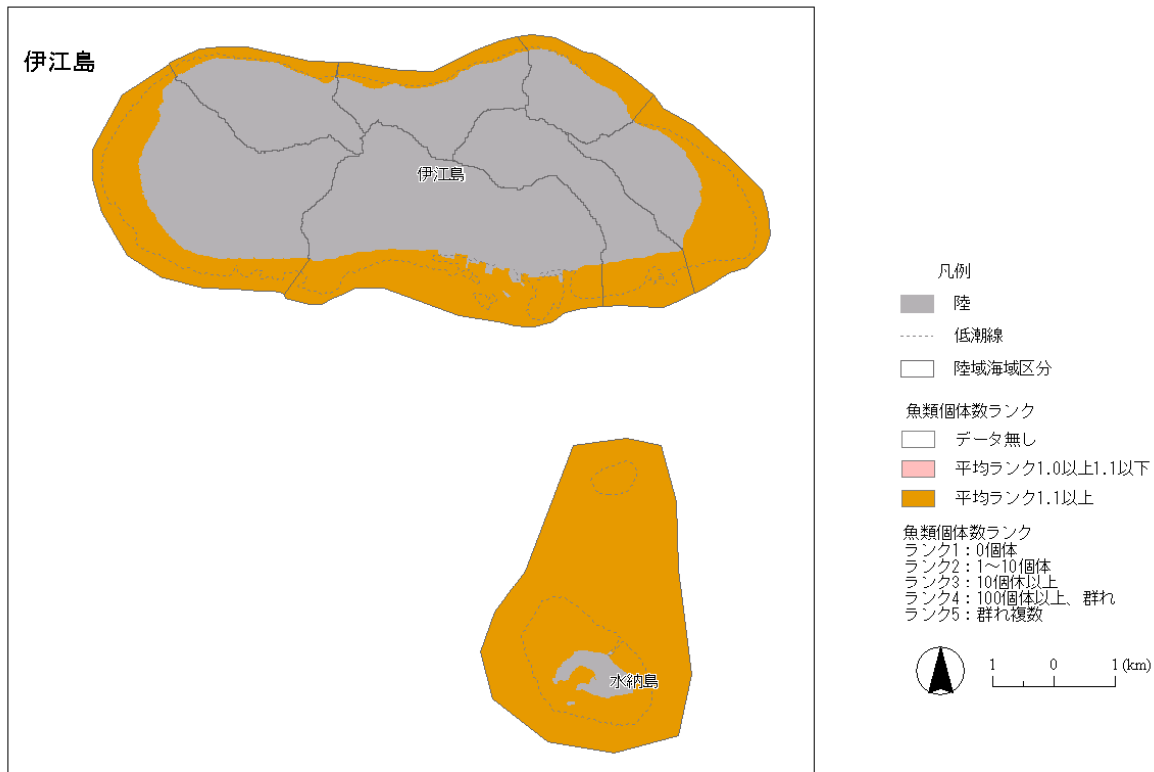 伊江島
伊江島
水納島
凡例
陸
低潮線
陸域海域区分
魚類個体数ランク
データ無し
平均ランク1.0以上1.1以下
平均ランク1.1以上
魚類個体数ランク
ランク1：0個体
ランク2：1～10個体
ランク3：10個体以上
ランク4：100個体以上、群れ
ランク5：群れ複数
1 0 1 (km)